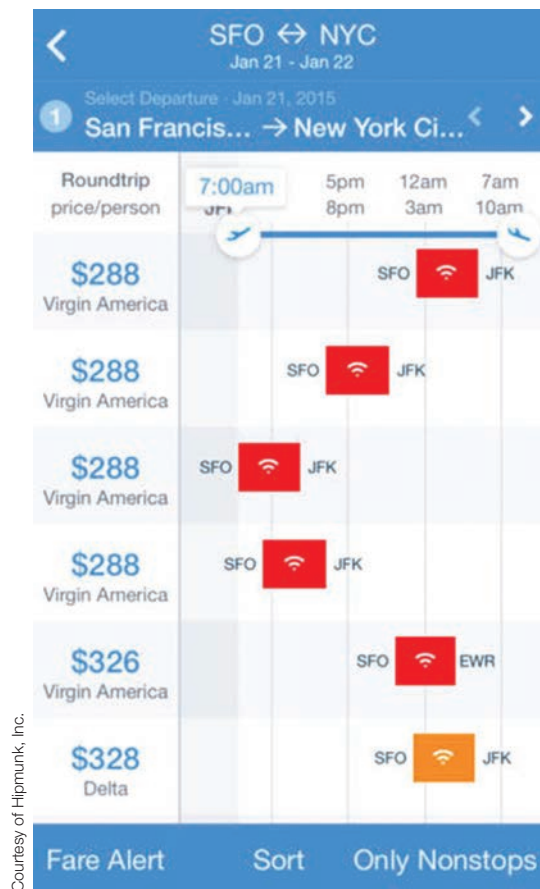 SFO ↔ NYC
Jan 21 - Jan 22
1
Select Departure - Jan 21, 2015
San Francis... → New York Ci...
Roundtrip
price/person
7:00am 5pm 12am 7am
JFK 8pm 3am 10am
$288
Virgin America
SFO JFK
$288
Virgin America
SFO JFK
$288
Virgin America
SFO JFK
$288
Virgin America
SFO JFK
$326
Virgin America
SFO EWR
$328
Delta
SFO JFK
Fare Alert Sort Only Nonstops
Courtesy of Hipmunk, Inc.